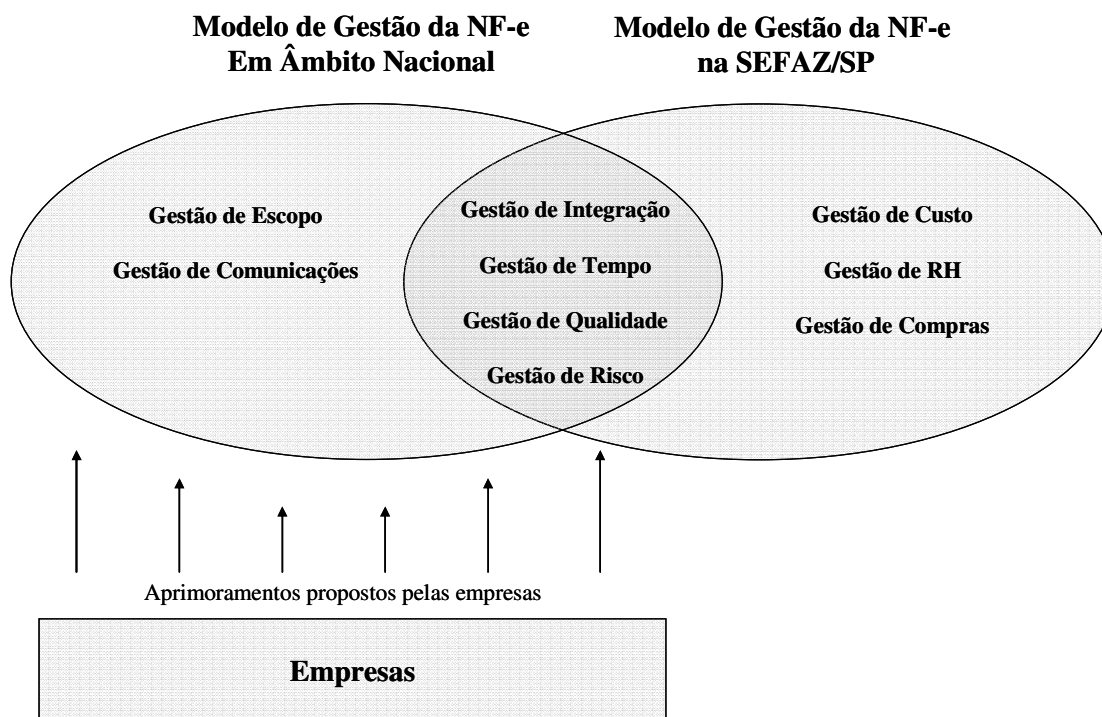 Modelo de Gestão da NF-e
Em Âmbito Nacional
Modelo de Gestão da NF-e
na SEFAZ/SP
Gestão de Escopo
Gestão de Comunicações
Gestão de Integração
Gestão de Tempo
Gestão de Qualidade
Gestão de Risco
Gestão de Custo
Gestão de RH
Gestão de Compras
Aprimoramentos propostos pelas empresas
Empresas